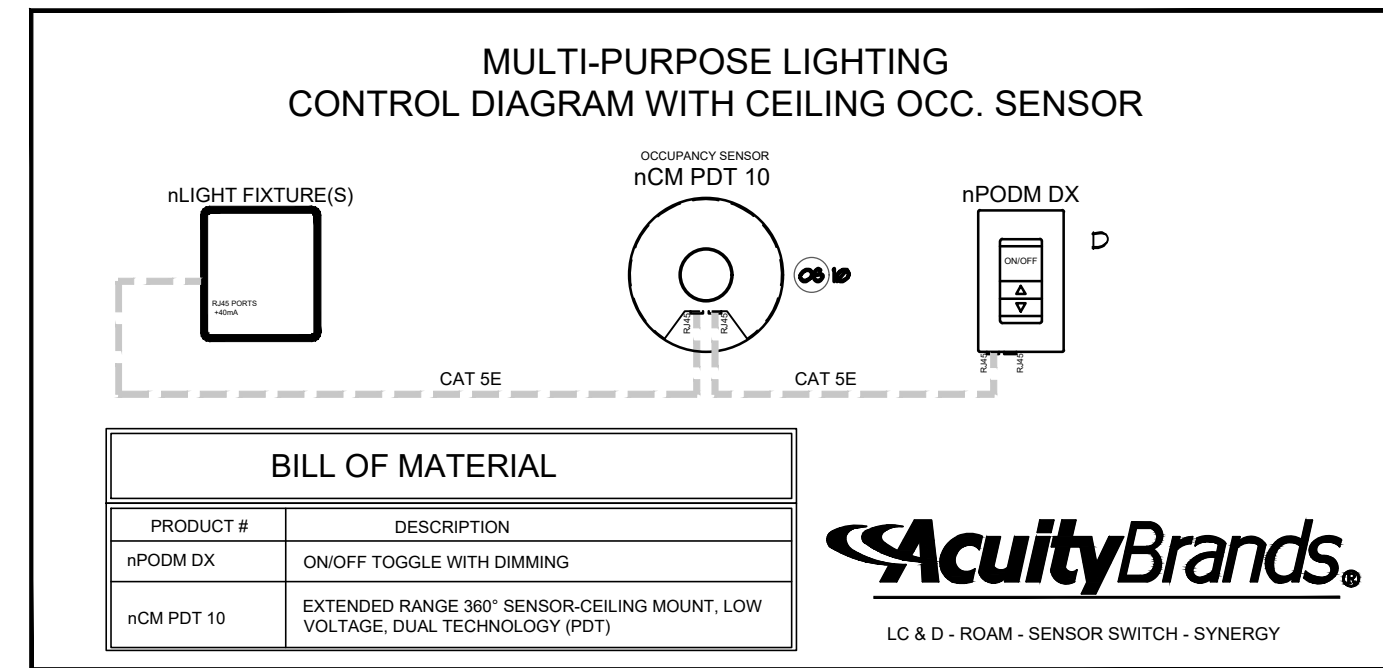 MULTI-PURPOSE LIGHTING
CONTROL DIAGRAM WITH CEILING OCC. SENSOR
OCCUPANCY SENSOR
nCM PDT 10
nLIGHT FIXTURE(S)
nPODM DX
RJ45 PORTS
+40mA
OS 10
ON/OFF
D
RJ45
RJ45
RJ45
RJ45
CAT 5E
CAT 5E
BILL OF MATERIAL
PRODUCT # DESCRIPTION
nPODM DX ON/OFF TOGGLE WITH DIMMING
nCM PDT 10 EXTENDED RANGE 360° SENSOR-CEILING MOUNT, LOW
VOLTAGE, DUAL TECHNOLOGY (PDT)
AcuityBrands®
LC & D - ROAM - SENSOR SWITCH - SYNERGY